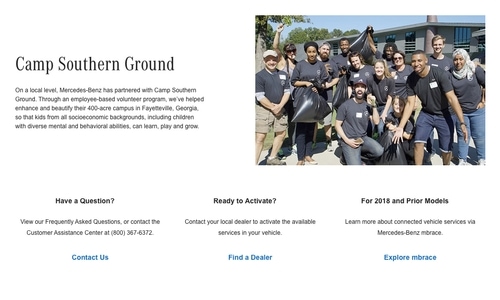 Camp Southern Ground
On a local level, Mercedes-Benz has partnered with Camp Southern
Ground. Through an employee-based volunteer program, we've helped
enhance and beautify their 400-acre campus in Fayetteville, Georgia,
so that kids from all socioeconomic backgrounds, including children
with diverse mental and behavioral abilities, can learn, play and grow.
Have a Question?
View our Frequently Asked Questions, or contact the
Customer Assistance Center at (800) 367-6372.
Contact Us
Ready to Activate?
Contact your local dealer to activate the available
services in your vehicle.
Find a Dealer
For 2018 and Prior Models
Learn more about connected vehicle services via
Mercedes-Benz mbrace.
Explore mbrace